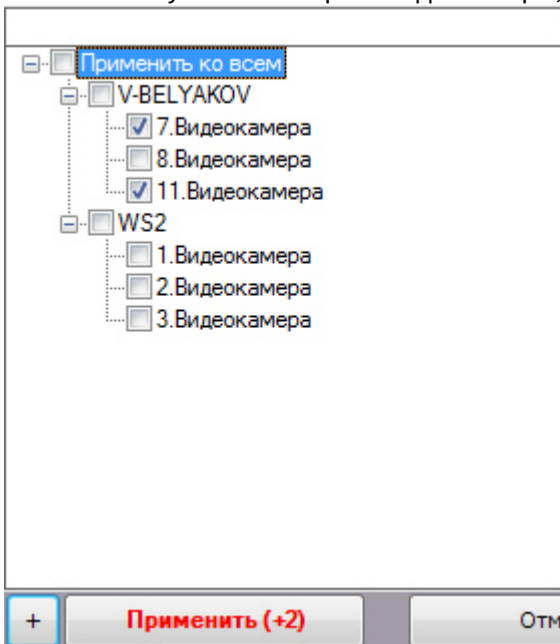 Применить ко всем
V-BELYAKOV
7.Видеокамера
8.Видеокамера
11.Видеокамера
WS2
1.Видеокамера
2.Видеокамера
3.Видеокамера
+ Применить (+2)